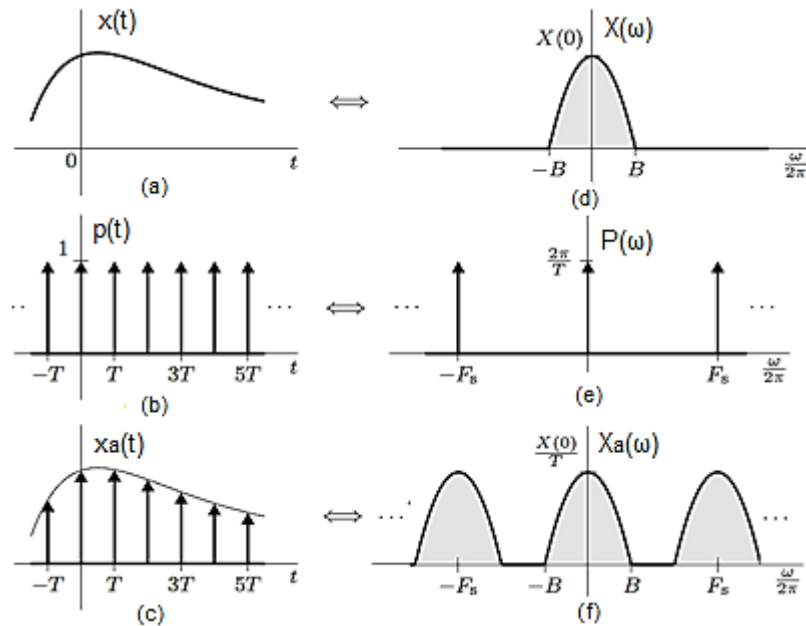 x(t)
0
t
(a)
⇔
X(0)
X(ω)
−B
B
ω/2π
(d)
p(t)
1
··
···
−T
T
3T
5T
t
(b)
⇔
P(ω)
2π/T
···
···
−Fs
Fs
ω/2π
(e)
xa(t)
−T
T
3T
5T
t
(c)
⇔
X(0)/T
Xa(ω)
···
···
−Fs
−B
B
Fs
ω/2π
(f)